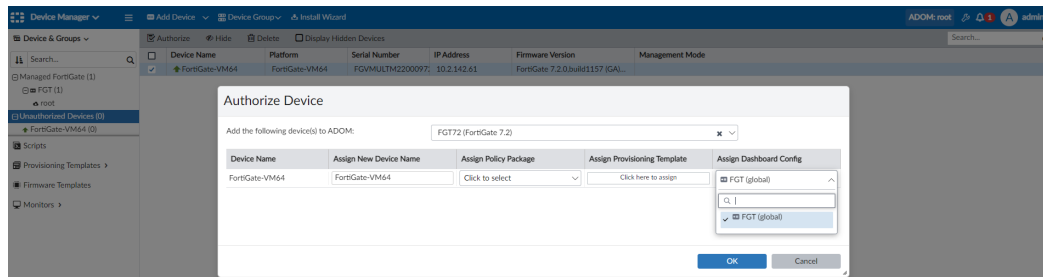 Device Manager
Add Device
Device Group
Install Wizard
ADOM: root
1
A
admin
Device & Groups
Authorize
Hide
Delete
Display Hidden Devices
Search...
Search...
Device Name Platform Serial Number IP Address Firmware Version Management Mode
FortiGate-VM64 FortiGate-VM64 FGVMULTM2200097 10.2.142.61 FortiGate 7.2.0,build1157 (GA)...
Managed FortiGate (1)
FGT (1)
root
Unauthorized Devices (0)
FortiGate-VM64 (0)
Scripts
Provisioning Templates
Firmware Templates
Monitors
Authorize Device
Add the following device(s) to ADOM: FGT72 (FortiGate 7.2)
Device Name Assign New Device Name Assign Policy Package Assign Provisioning Template Assign Dashboard Config
FortiGate-VM64 FortiGate-VM64 Click to select Click here to assign FGT (global)
FGT (global)
OK Cancel